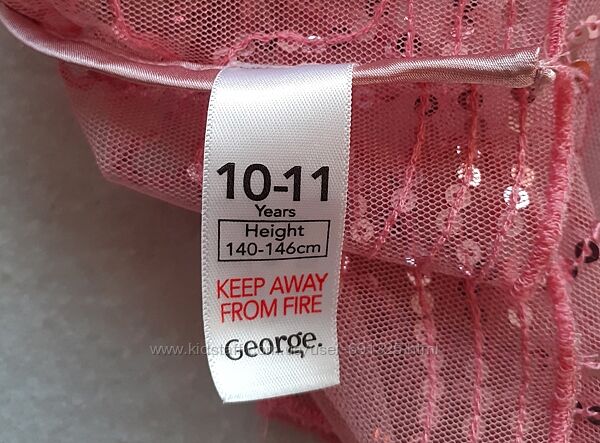 10-11
Years
Height
140-146cm
KEEP AWAY
FROM FIRE
George.